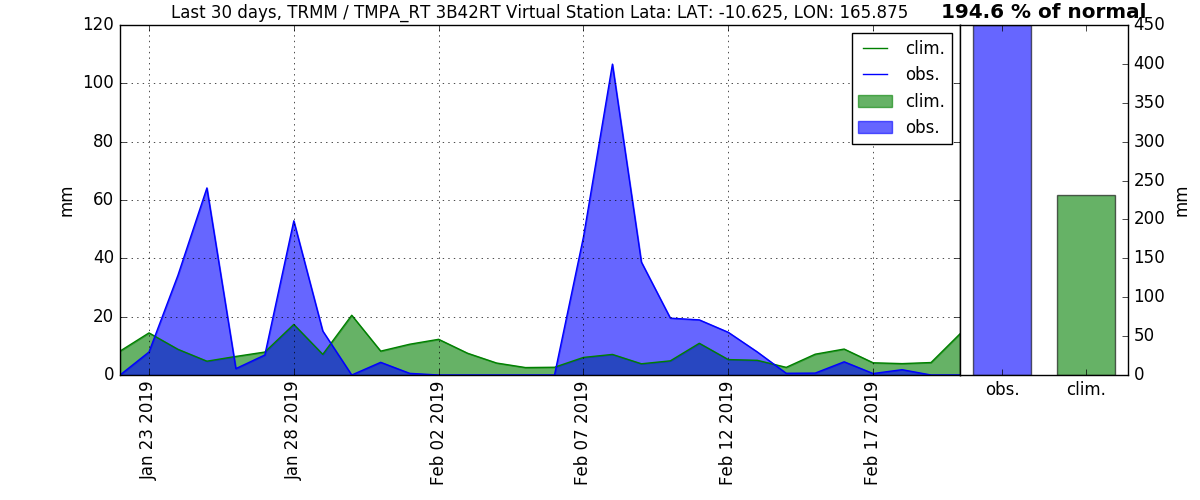 Last 30 days, TRMM / TMPA_RT 3B42RT Virtual Station Lata: LAT: -10.625, LON: 165.875
194.6 % of normal
clim.
obs.
clim.
obs.
mm
120
100
80
60
40
20
0
Jan 23 2019
Jan 28 2019
Feb 02 2019
Feb 07 2019
Feb 12 2019
Feb 17 2019
450
400
350
300
250
200
150
100
50
0
mm
obs.
clim.